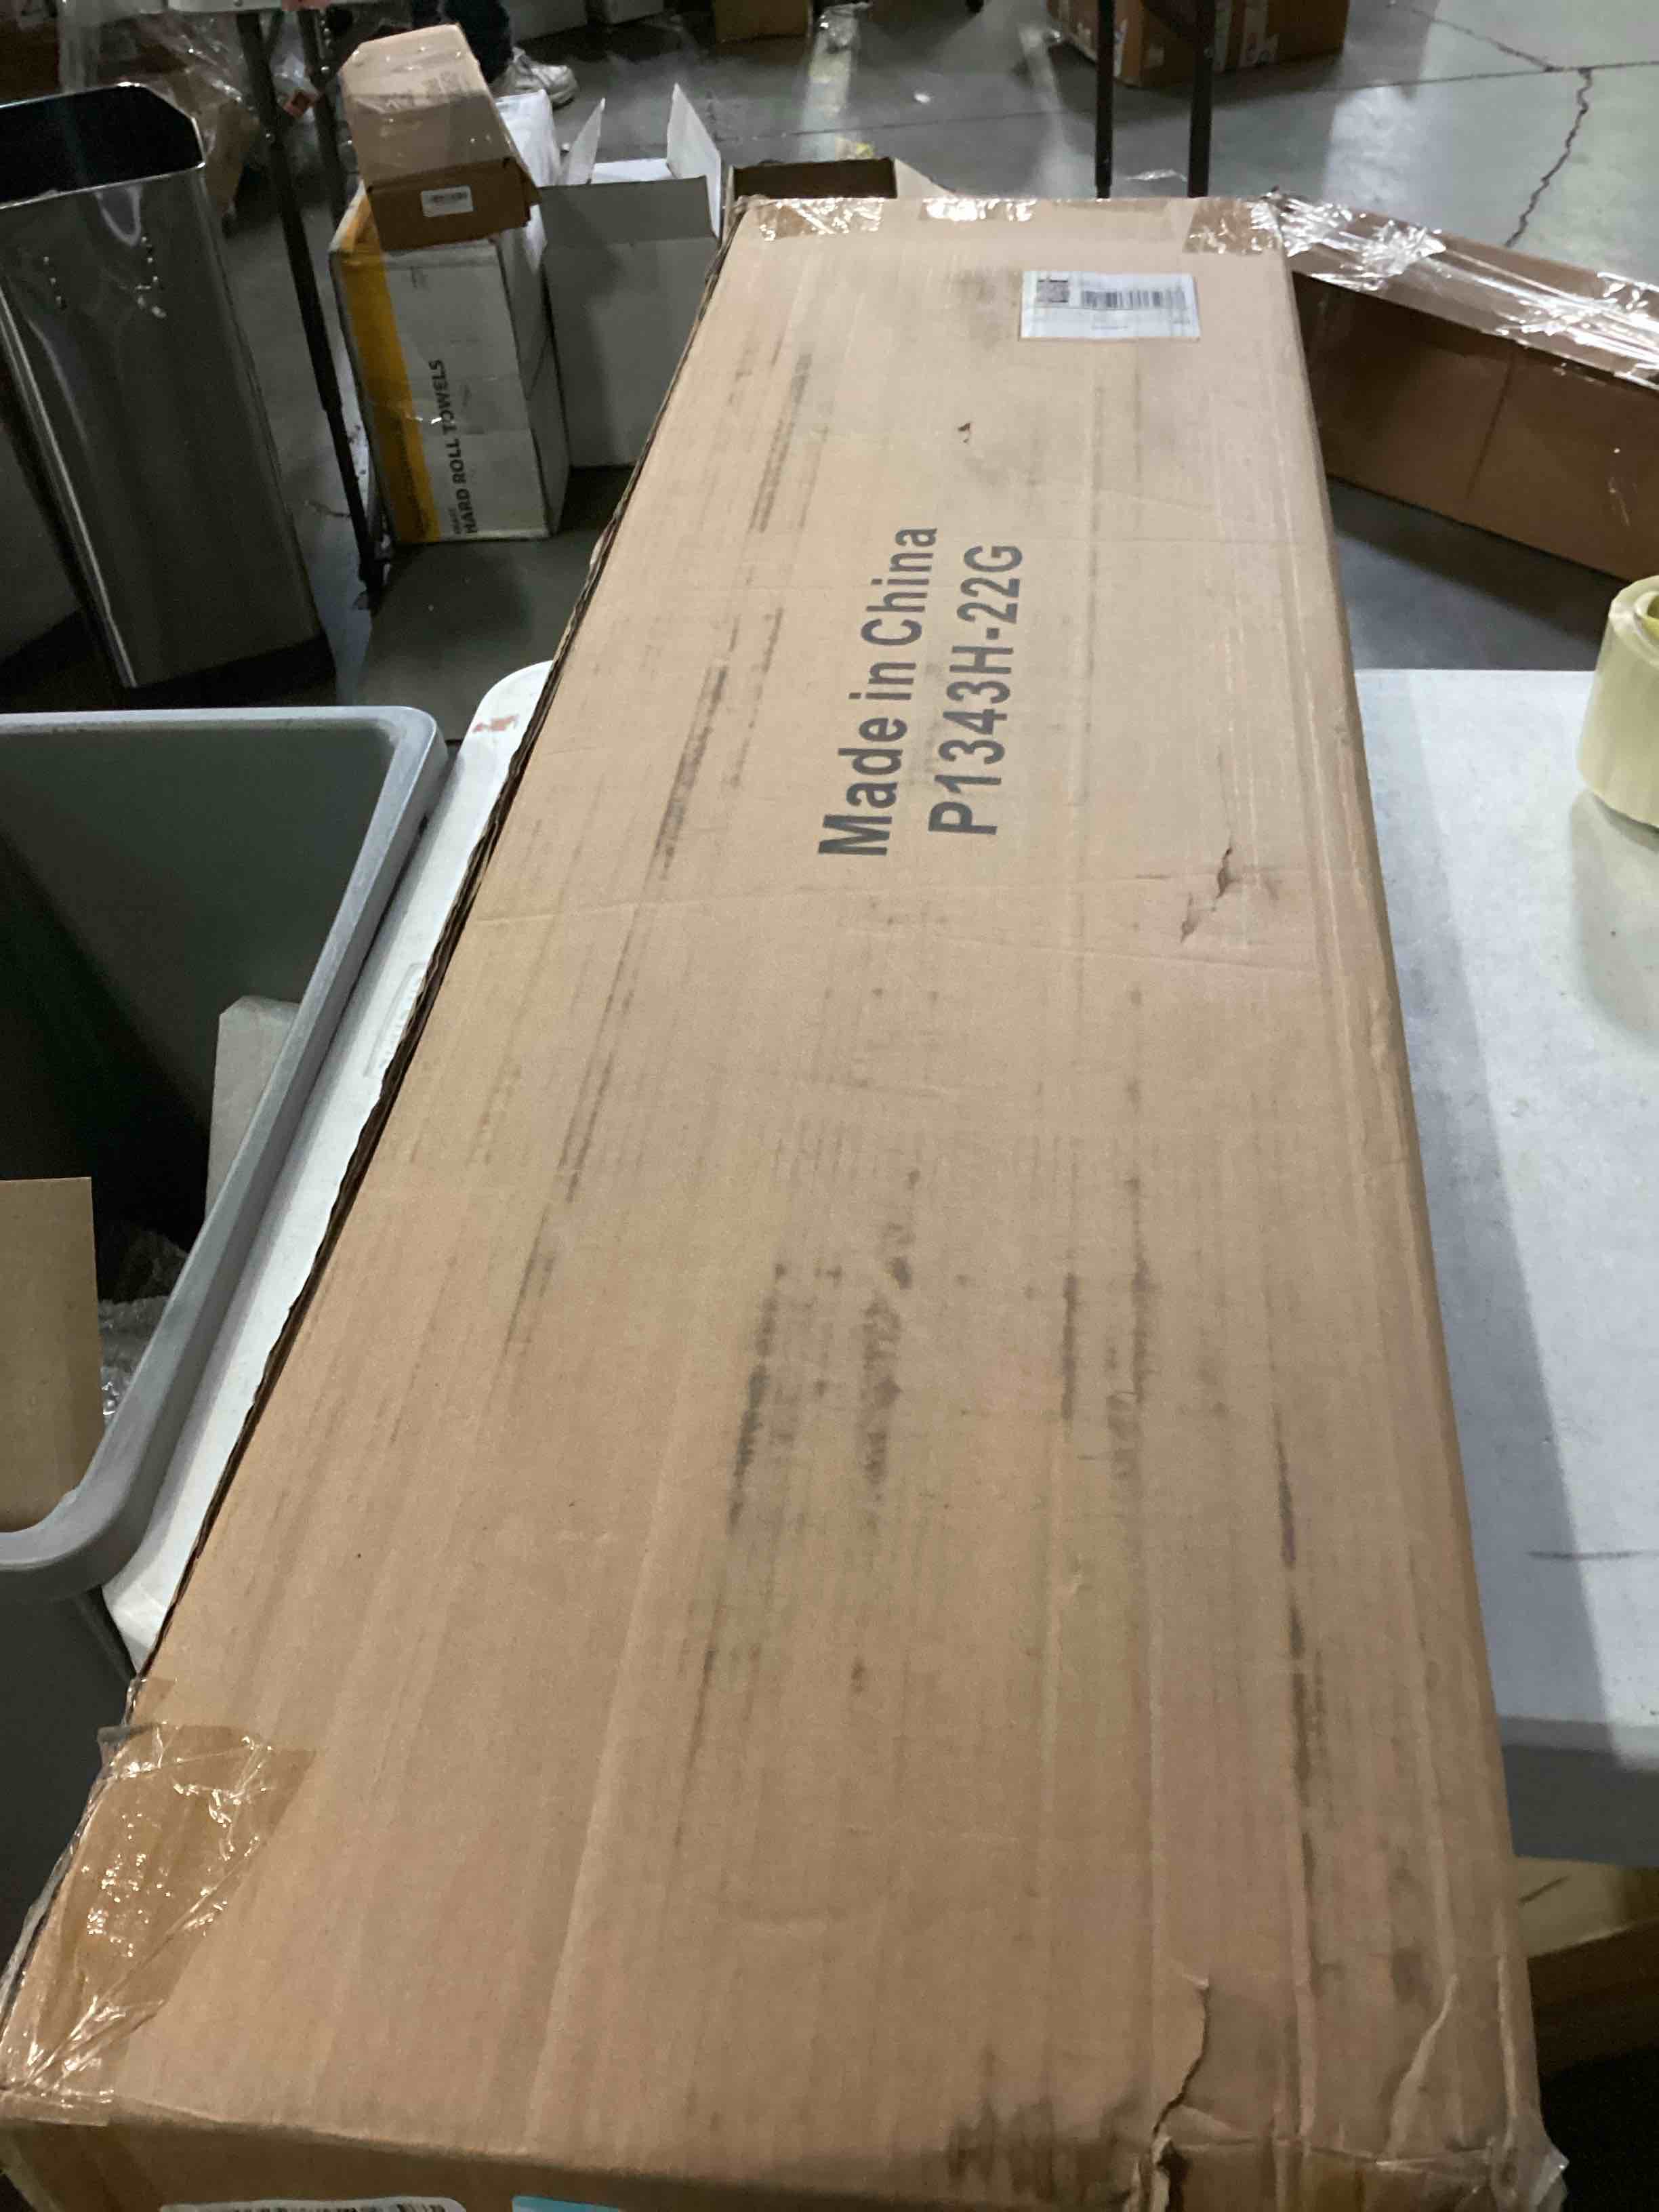 Made in China
P1343H-22G
HARD ROLL TOWELS